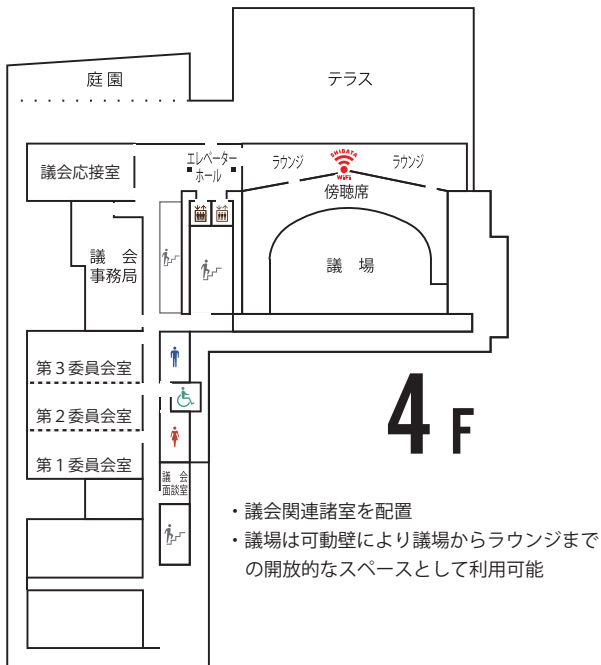 庭園
テラス
議会応接室
エレベーター
ホール
ラウンジ
SHIBATA
WiFi
ラウンジ
傍聴席
議会
事務局
議場
第3委員会室
第2委員会室
第1委員会室
議会
面談室
4F
・議会関連諸室を配置
・議場は可動壁により議場からラウンジまで
の開放的なスペースとして利用可能